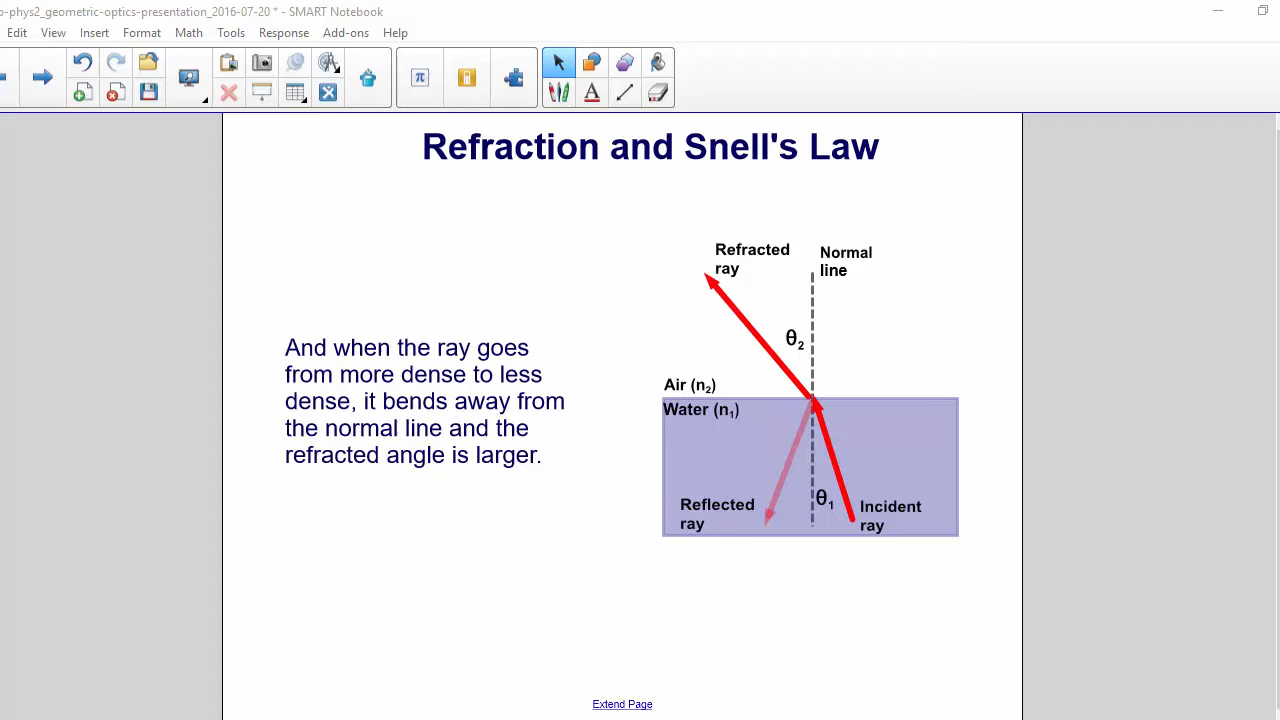 o-phys2_geometric-optics-presentation_2016-07-20 * - SMART Notebook
Edit View Insert Format Math Tools Response Add-ons Help
π
A
Refraction and Snell's Law
Refracted
ray
Normal
line
θ2
And when the ray goes
from more dense to less
dense, it bends away from
the normal line and the
refracted angle is larger.
Air (n2)
Water (n1)
θ1
Reflected
ray
Incident
ray
Extend Page